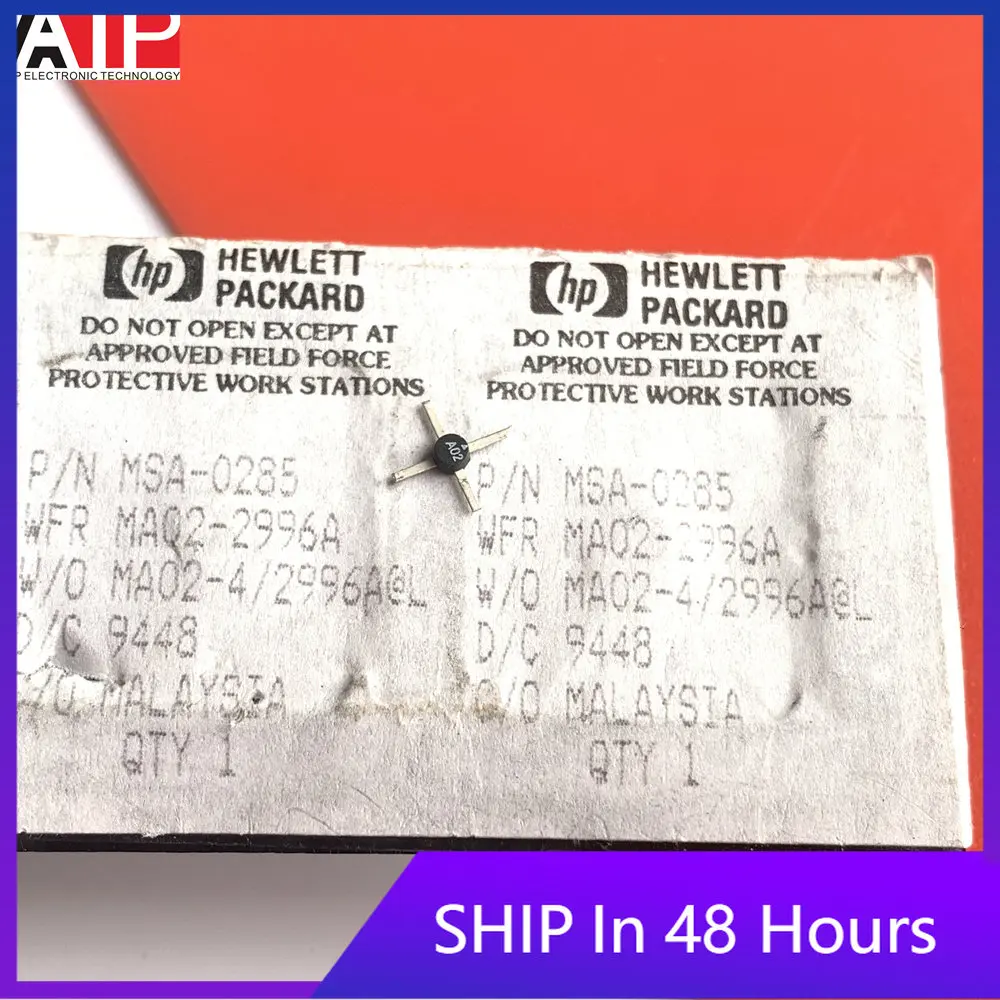 AIP
P ELECTRONIC TECHNOLOGY
hp HEWLETT PACKARD
DO NOT OPEN EXCEPT AT
APPROVED FIELD FORCE
PROTECTIVE WORK STATIONS
P/N MSA-0285
WFR MA02-2996A
W/O MA02-4/2996A@L
D/C 9448
C/O MALAYSIA
QTY 1
hp HEWLETT PACKARD
DO NOT OPEN EXCEPT AT
APPROVED FIELD FORCE
PROTECTIVE WORK STATIONS
P/N MSA-0285
WFR MA02-2996A
W/O MA02-4/2996A@L
D/C 9448
C/O MALAYSIA
QTY 1
A02
SHIP In 48 Hours